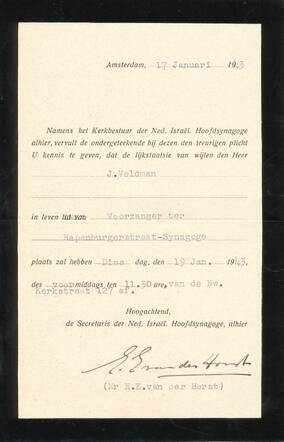 Amsterdam, 17 Januari 1943
Namens het Kerkbestuur der Ned. Israël. Hoofdsynagoge
alhier, vervult de ondergeteekende bij dezen den treurigen plicht
U kennis te geven, dat de lijkstaatsie van wijlen den Heer
J.Veldman
in leven lid van Voorzanger ter
Rapenburgerstraat-Synagoge
plaats zal hebben Dins dag, den 19 Jan. 1943.
des voormiddags ten 11.30 ure, van de Nw.
Kerkstraat 127 af.
Hoogachtend,
de Secretaris der Ned. Israël. Hoofdsynagoge, alhier
E. E. van der Horst
(Mr E.E.van der Horst)